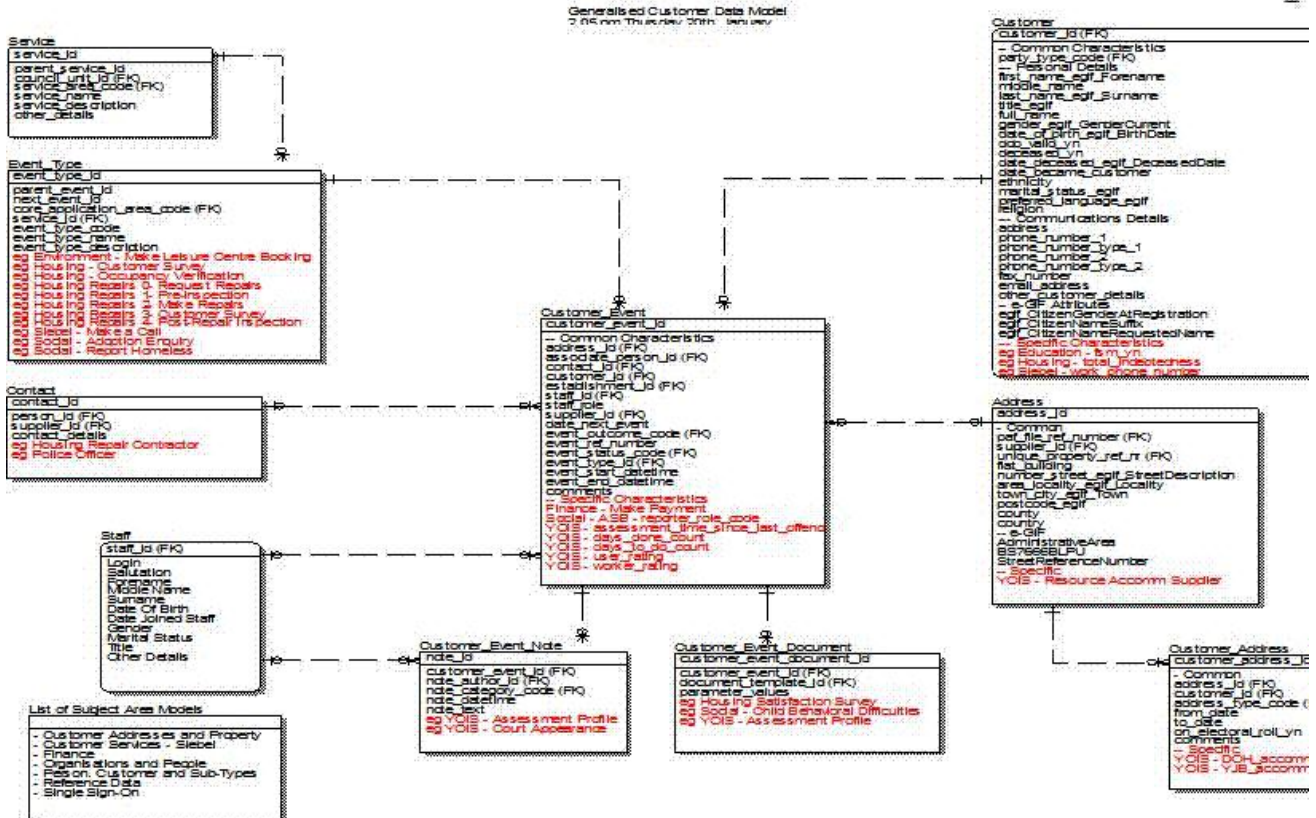 Generalised Customer Data Model
2.05 pm Thursday 20th. January
Service
service_id
parent_service_id
council_unit_id (FK)
service_area_code (FK)
service_name
service_description
other_details
Event_Type
event_type_id
parent_event_id
next_event_id
core_application_area_code (FK)
service_id (FK)
event_type_code
event_type_name
event_type_description
eg Environment - Make Leisure Centre Booking
eg Housing - Customer Survey
eg Housing - Occupancy Verification
eg Housing Repairs 0- Request Repairs
eg Housing Repairs 1- Pre-Inspection
eg Housing Repairs 2- Make Repairs
eg Housing Repairs 3- Customer Survey
eg Housing Repairs 4- Post-Repair Inspection
eg Siebel - Make a Call
eg Social - Adoption Enquiry
eg Social - Report Homeless
Contact
contact_id
person_id (FK)
supplier_id (FK)
contact_details
eg Housing Repair Contractor
eg Police Officer
Staff
staff_id (FK)
Login
Salutation
Forename
Middle Name
Surname
Date Of Birth
Date Joined Staff
Gender
Marital Status
Title
Other Details
List of Subject Area Models
- Customer Addresses and Property
- Customer Services - Siebel
- Finance
- Organisations and People
- Person, Customer and Sub-Types
- Reference Data
- Single Sign-On
Customer_Event
customer_event_id
-- Common Characteristics
address_id (FK)
associate_person_id (FK)
contact_id (FK)
customer_id (FK)
establishment_id (FK)
staff_id (FK)
staff_role
supplier_id (FK)
date_next_event
event_outcome_code (FK)
event_ref_number
event_status_code (FK)
event_type_id (FK)
event_start_datetime
event_end_datetime
comments
-- Specific Characteristics
Finance - Make Payment
Social - ASB - reporter_role_code
YOIS - assessment_time_since_last_offenc
YOIS - days_done_count
YOIS - days_to_do_count
YOIS - user_rating
YOIS - worker_rating
Customer_Event_Note
note_id
customer_event_id (FK)
note_author_id (FK)
note_category_code (FK)
note_datetime
note_text
eg YOIS - Assessment Profile
eg YOIS - Court Appearance
Customer_Event_Document
customer_event_document_id
customer_event_id (FK)
document_template_id (FK)
parameter_values
eg Housing Satisfaction Survey
eg Social - Child Behavioral Difficulties
eg YOIS - Assessment Profile
Customer
customer_id (FK)
-- Common Characteristics
party_type_code (FK)
-- Personal Details
first_name_egif_Forename
middle_name
last_name_egif_Surname
title_egif
full_name
gender_egif_GenderCurrent
date_of_birth_egif_BirthDate
dob_valid_yn
deceased_yn
date_deceased_egif_DeceasedDate
date_became_customer
ethnicity
marital_status_egif
preferred_language_egif
religion
-- Communications Details
address
phone_number_1
phone_number_type_1
phone_number_2
phone_number_type_2
fax_number
email_address
other_customer_details
-- e-GIF Attributes
egif_CitizenGenderAtRegistration
egif_CitizenNameSuffix
egif_CitizenNameRequestedName
-- Specific Characteristics
eg Education - fsm_yn
eg Housing - total_indebtedness
eg Siebel - work_phone_number
Address
address_id
- Common
paf_file_ref_number (FK)
supplier_id (FK)
unique_property_ref_nr (FK)
flat_building
number_street_egif_StreetDescription
area_locality_egif_Locality
town_city_egif_Town
postcode_egif
county
country
-- e-GIF
AdministrativeArea
BS7666BLPU
StreetReferenceNumber
-- Specific
YOIS - Resource Accomm Supplier
Customer_Address
customer_address_id
- Common
address_id (FK)
customer_id (FK)
address_type_code (
from_date
to_date
on_electoral_roll_yn
comments
-- Specific
YOIS - DOH_accomm
YOIS - YJB_accomm